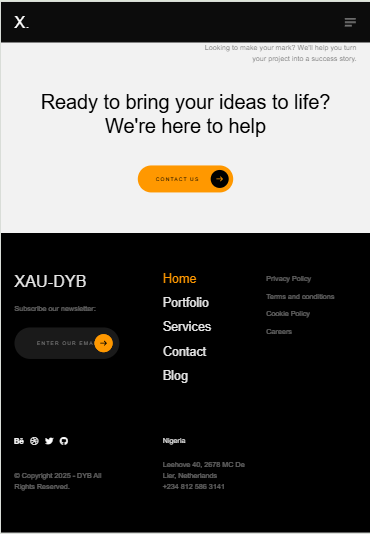 X.
Looking to make your mark? We'll help you turn
your project into a success story.
Ready to bring your ideas to life?
We're here to help
CONTACT US
XAU-DYB
Subscribe our newsletter:
ENTER OUR EMA
Home
Portfolio
Services
Contact
Blog
Privacy Policy
Terms and conditions
Cookie Policy
Careers
Bē
© Copyright 2025 - DYB All
Rights Reserved.
Nigeria
Leehove 40, 2678 MC De
Lier, Netherlands
+234 812 586 3141